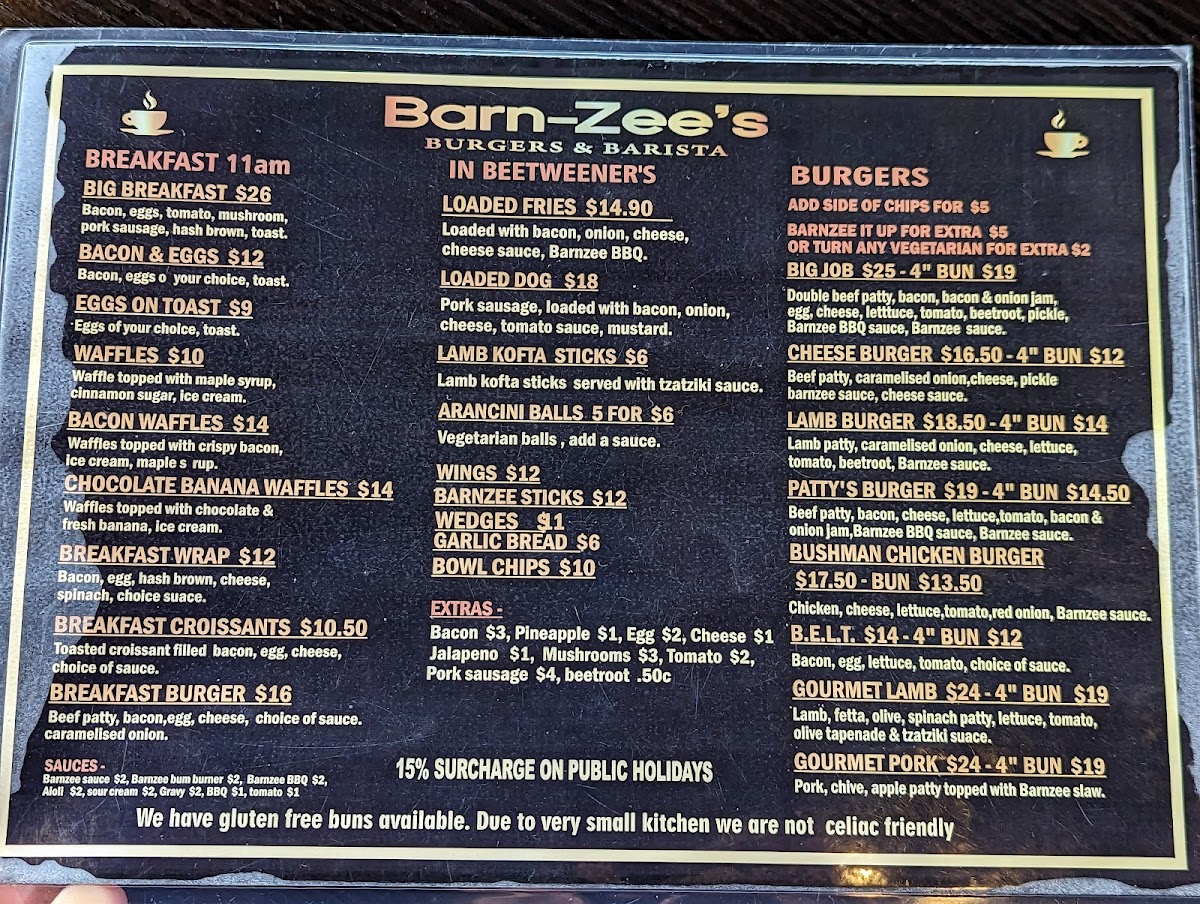 Barn-Zee's
BURGERS & BARISTA
BREAKFAST 11am
BIG BREAKFAST $26
Bacon, eggs, tomato, mushroom,
pork sausage, hash brown, toast.
BACON & EGGS $12
Bacon, eggs o your choice, toast.
EGGS ON TOAST $9
Eggs of your choice, toast.
WAFFLES $10
Waffle topped with maple syrup,
cinnamon sugar, ice cream.
BACON WAFFLES $14
Waffles topped with crispy bacon,
ice cream, maple s rup.
CHOCOLATE BANANA WAFFLES $14
Waffles topped with chocolate &
fresh banana, ice cream.
BREAKFAST WRAP $12
Bacon, egg, hash brown, cheese,
spinach, choice suace.
BREAKFAST CROISSANTS $10.50
Toasted croissant filled bacon, egg, cheese,
choice of sauce.
BREAKFAST BURGER $16
Beef patty, bacon,egg, cheese, choice of sauce.
caramelised onion.
SAUCES -
Barnzee sauce $2, Barnzee bum burner $2, Barnzee BBQ $2,
Aioli $2, sour cream $2, Gravy $2, BBQ $1, tomato $1
IN BEETWEENER'S
LOADED FRIES $14.90
Loaded with bacon, onion, cheese,
cheese sauce, Barnzee BBQ.
LOADED DOG $18
Pork sausage, loaded with bacon, onion,
cheese, tomato sauce, mustard.
LAMB KOFTA STICKS $6
Lamb kofta sticks served with tzatziki sauce.
ARANCINI BALLS 5 FOR $6
Vegetarian balls , add a sauce.
WINGS $12
BARNZEE STICKS $12
WEDGES $11
GARLIC BREAD $6
BOWL CHIPS $10
EXTRAS -
Bacon $3, Pineapple $1, Egg $2, Cheese $1
Jalapeno $1, Mushrooms $3, Tomato $2,
Pork sausage $4, beetroot .50c
BURGERS
ADD SIDE OF CHIPS FOR $5
BARNZEE IT UP FOR EXTRA $5
OR TURN ANY VEGETARIAN FOR EXTRA $2
BIG JOB $25 - 4" BUN $19
Double beef patty, bacon, bacon & onion jam,
egg, cheese, letttuce, tomato, beetroot, pickle,
Barnzee BBQ sauce, Barnzee sauce.
CHEESE BURGER $16.50 - 4" BUN $12
Beef patty, caramelised onion,cheese, pickle
barnzee sauce, cheese sauce.
LAMB BURGER $18.50 - 4" BUN $14
Lamb patty, caramelised onion, cheese, lettuce,
tomato, beetroot, Barnzee sauce.
PATTY'S BURGER $19 - 4" BUN $14.50
Beef patty, bacon, cheese, lettuce,tomato, bacon &
onion jam,Barnzee BBQ sauce, Barnzee sauce.
BUSHMAN CHICKEN BURGER
$17.50 - BUN $13.50
Chicken, cheese, lettuce,tomato,red onion, Barnzee sauce.
B.E.L.T. $14 - 4" BUN $12
Bacon, egg, lettuce, tomato, choice of sauce.
GOURMET LAMB $24 - 4" BUN $19
Lamb, fetta, olive, spinach patty, lettuce, tomato,
olive tapenade & tzatziki suace.
GOURMET PORK $24 - 4" BUN $19
Pork, chive, apple patty topped with Barnzee slaw.
15% SURCHARGE ON PUBLIC HOLIDAYS
We have gluten free buns available. Due to very small kitchen we are not celiac friendly